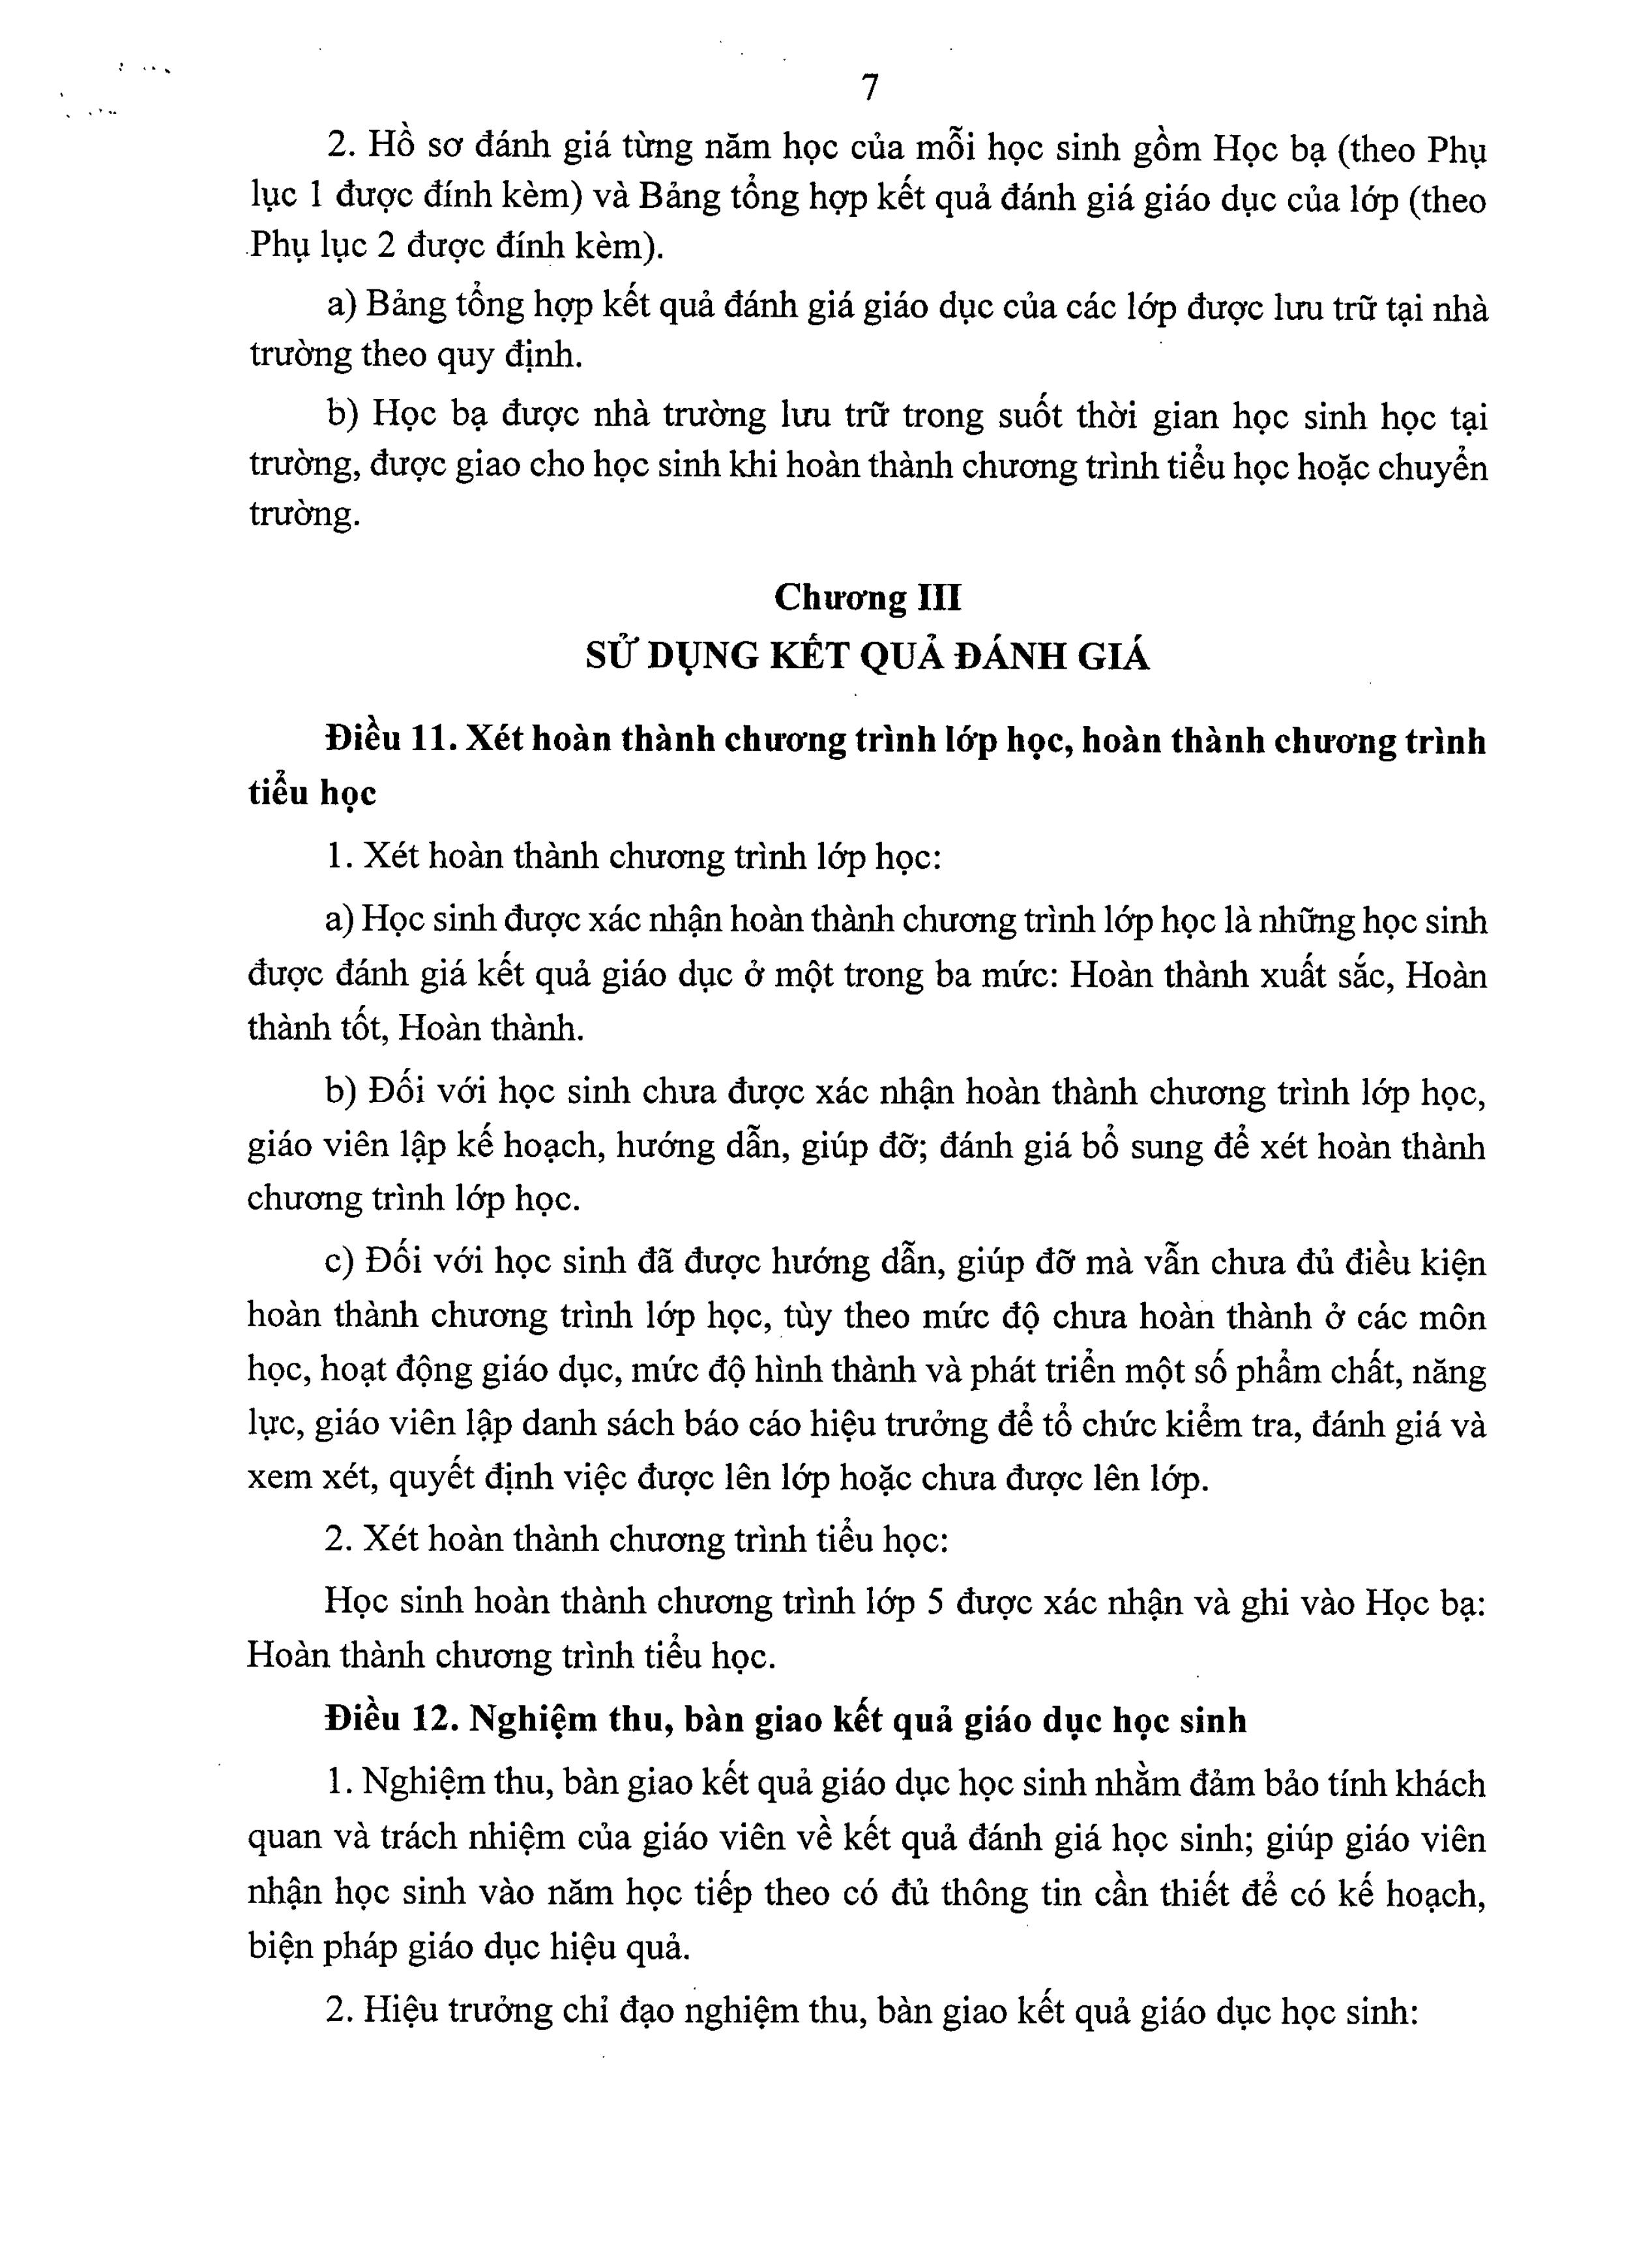 7
2. Hồ sơ đánh giá từng năm học của mỗi học sinh gồm Học bạ (theo Phụ
lục 1 được đính kèm) và Bảng tổng hợp kết quả đánh giá giáo dục của lớp (theo
Phụ lục 2 được đính kèm).
a) Bảng tổng hợp kết quả đánh giá giáo dục của các lớp được lưu trữ tại nhà
trường theo quy định.
b) Học bạ được nhà trường lưu trữ trong suốt thời gian học sinh học tại
trường, được giao cho học sinh khi hoàn thành chương trình tiểu học hoặc chuyển
trường.
Chương III
SỬ DỤNG KẾT QUẢ ĐÁNH GIÁ
Điều 11. Xét hoàn thành chương trình lớp học, hoàn thành chương trình
tiểu học
1. Xét hoàn thành chương trình lớp học:
a) Học sinh được xác nhận hoàn thành chương trình lớp học là những học sinh
được đánh giá kết quả giáo dục ở một trong ba mức: Hoàn thành xuất sắc, Hoàn
thành tốt, Hoàn thành.
b) Đối với học sinh chưa được xác nhận hoàn thành chương trình lớp học,
giáo viên lập kế hoạch, hướng dẫn, giúp đỡ; đánh giá bổ sung để xét hoàn thành
chương trình lớp học.
c) Đối với học sinh đã được hướng dẫn, giúp đỡ mà vẫn chưa đủ điều kiện
hoàn thành chương trình lớp học, tùy theo mức độ chưa hoàn thành ở các môn
học, hoạt động giáo dục, mức độ hình thành và phát triển một số phẩm chất, năng
lực, giáo viên lập danh sách báo cáo hiệu trưởng để tổ chức kiểm tra, đánh giá và
xem xét, quyết định việc được lên lớp hoặc chưa được lên lớp.
2. Xét hoàn thành chương trình tiểu học:
Học sinh hoàn thành chương trình lớp 5 được xác nhận và ghi vào Học bạ:
Hoàn thành chương trình tiểu học.
Điều 12. Nghiệm thu, bàn giao kết quả giáo dục học sinh
1. Nghiệm thu, bàn giao kết quả giáo dục học sinh nhằm đảm bảo tính khách
quan và trách nhiệm của giáo viên về kết quả đánh giá học sinh; giúp giáo viên
nhận học sinh vào năm học tiếp theo có đủ thông tin cần thiết để có kế hoạch,
biện pháp giáo dục hiệu quả.
2. Hiệu trưởng chỉ đạo nghiệm thu, bàn giao kết quả giáo dục học sinh: